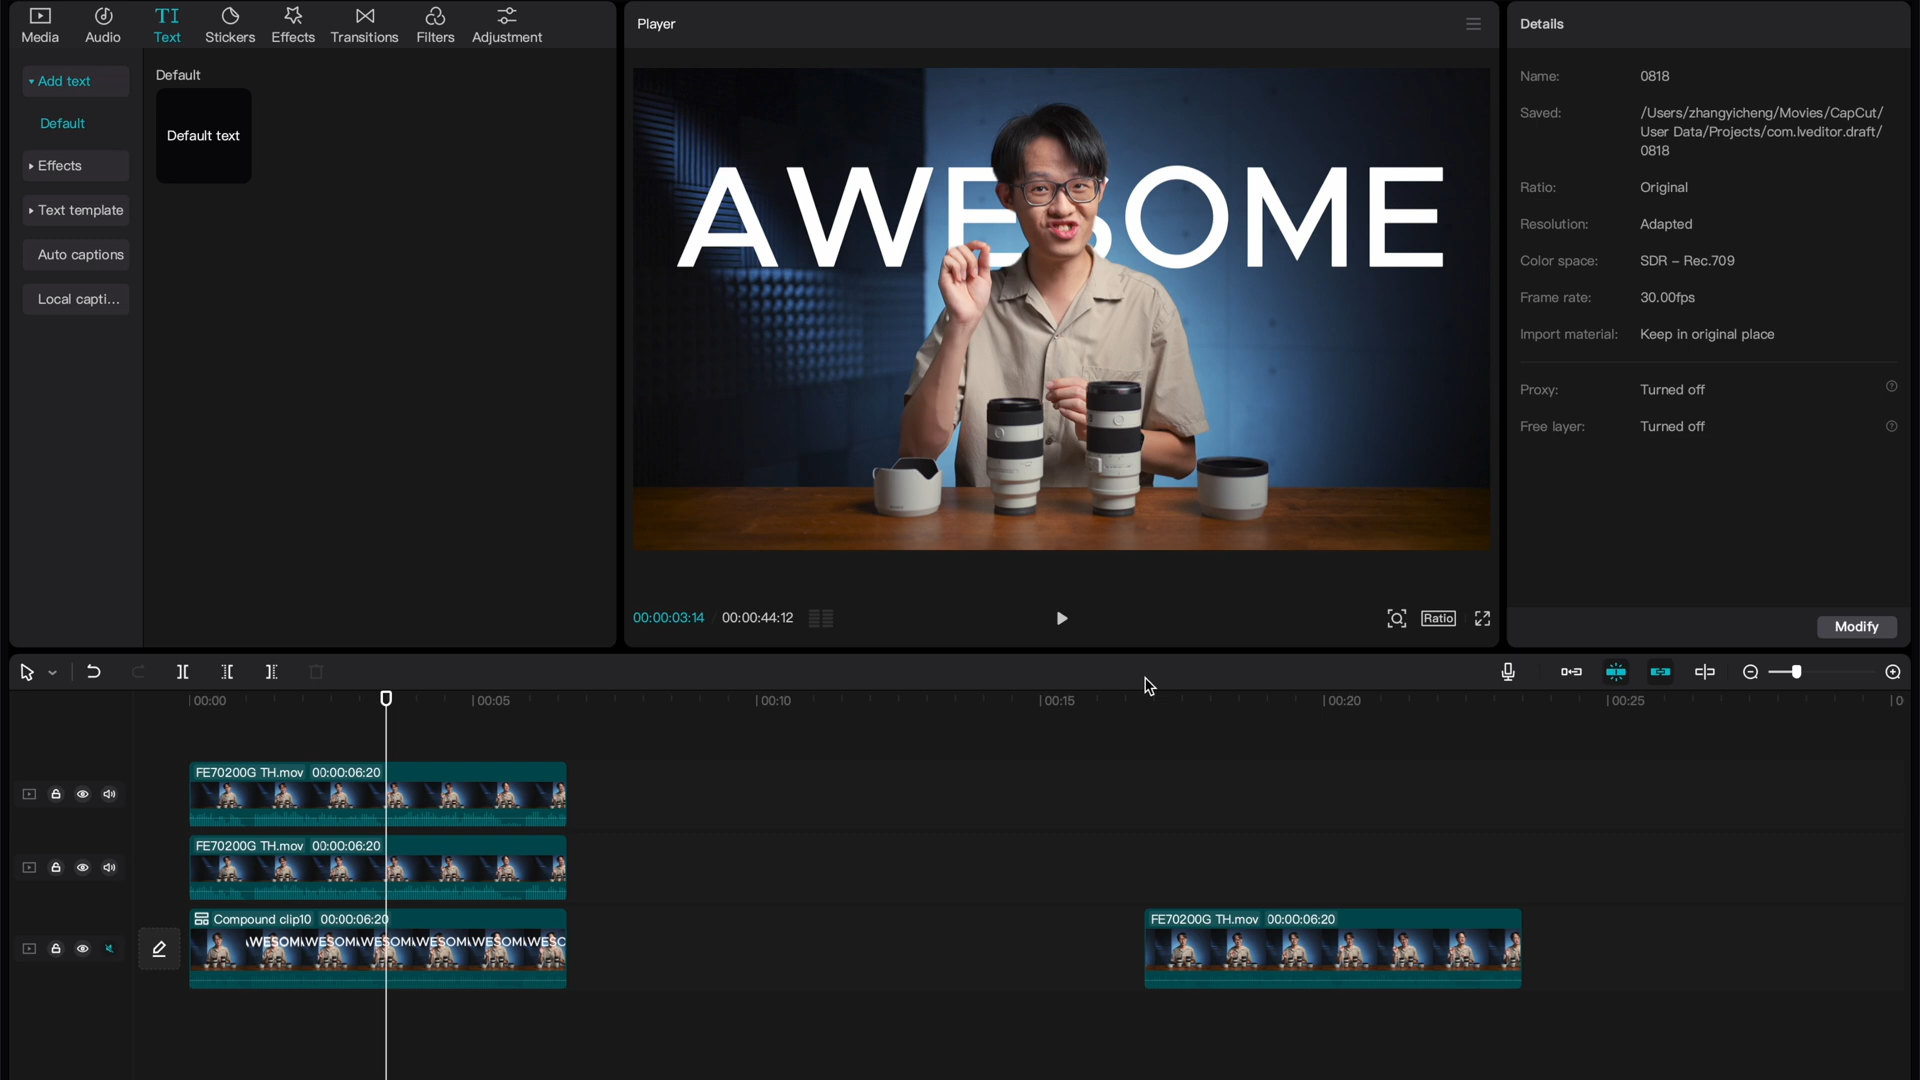 Media Audio Text Stickers Effects Transitions Filters Adjustment
Add text
Default
Effects
Text template
Auto captions
Local capti...
Default
Default text
Player
AWESOME
00:00:03:14 00:00:44:12
Ratio
Details
Name: 0818
Saved: /Users/zhangyicheng/Movies/CapCut/
User Data/Projects/com.lveditor.draft/
0818
Ratio: Original
Resolution: Adapted
Color space: SDR – Rec.709
Frame rate: 30.00fps
Import material: Keep in original place
Proxy: Turned off
Free layer: Turned off
Modify
00:00 00:05 00:10 00:15 00:20 00:25
FE70200G TH.mov 00:00:06:20
FE70200G TH.mov 00:00:06:20
Compound clip10 00:00:06:20
FE70200G TH.mov 00:00:06:20